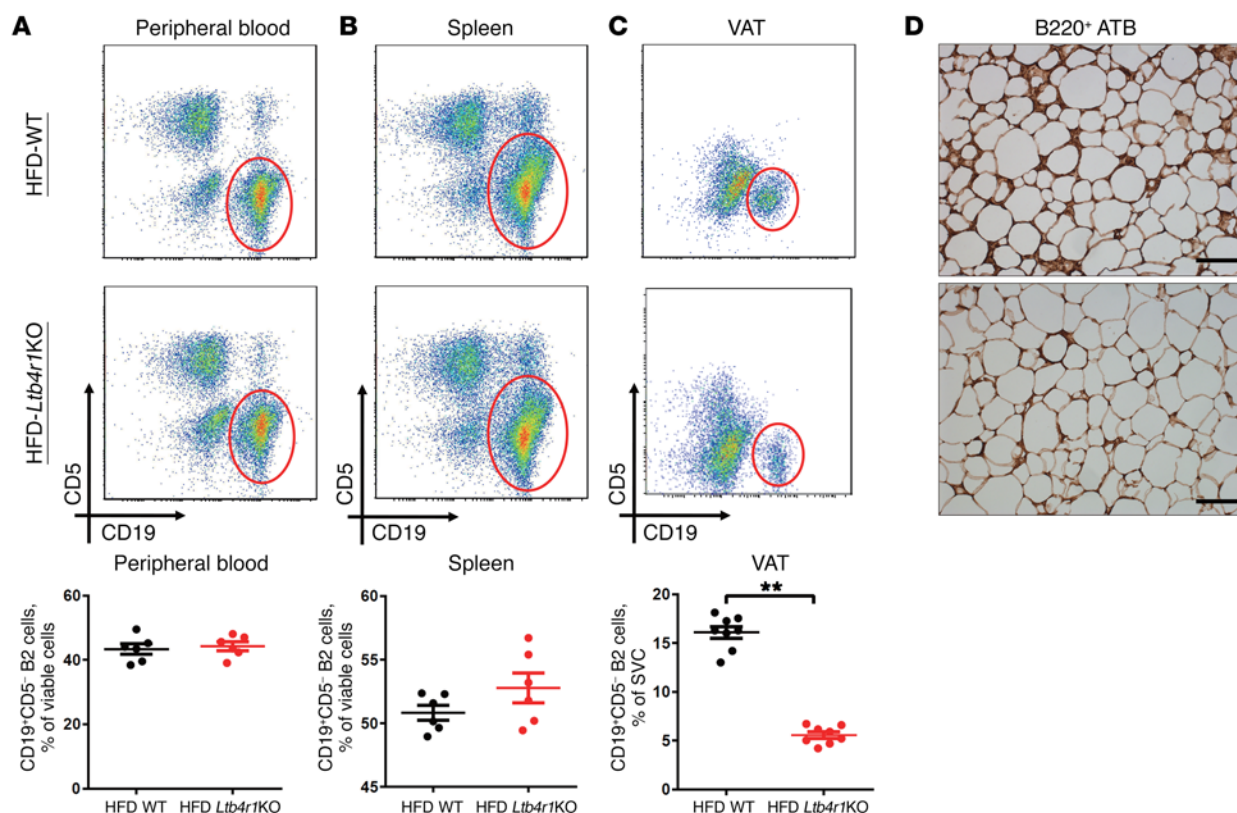 A
Peripheral blood
B
Spleen
C
VAT
D
B220⁺ ATB
HFD-WT
HFD-Ltb4r1KO
CD5
CD19
CD5
CD19
CD5
CD19
Peripheral blood
CD19⁺CD5⁻ B2 cells,
% of viable cells
60
40
20
0
HFD WT
HFD Ltb4r1KO
Spleen
CD19⁺CD5⁻ B2 cells,
% of viable cells
60
55
50
45
HFD WT
HFD Ltb4r1KO
VAT
CD19⁺CD5⁻ B2 cells,
% of SVC
20
15
10
5
0
**
HFD WT
HFD Ltb4r1KO